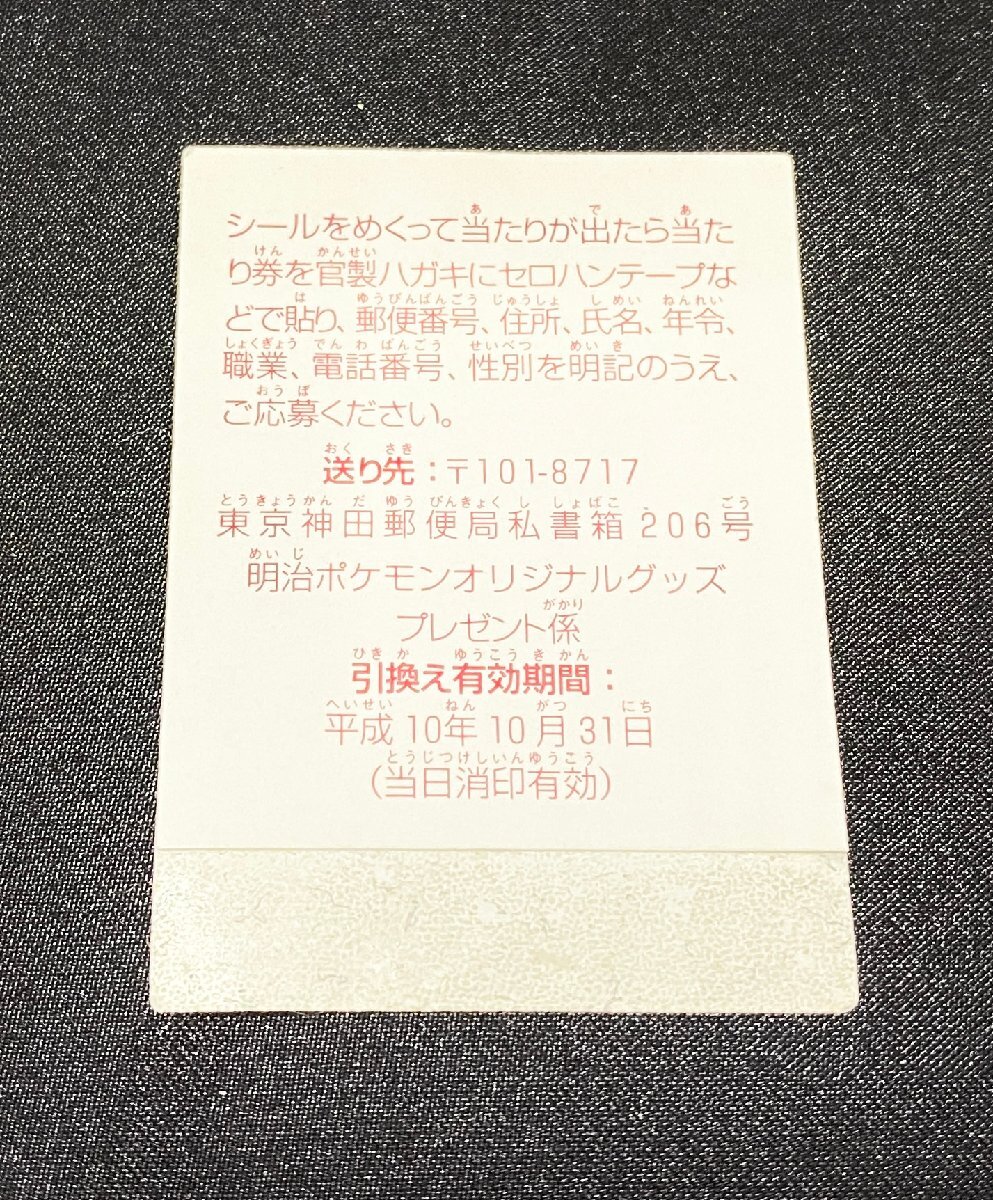 シールをめくって当たりが出たら当た
り券を官製ハガキにセロハンテープな
どで貼り、郵便番号、住所、氏名、年令、
職業、電話番号、性別を明記のうえ、
ご応募ください。
送り先：〒101-8717
東京神田郵便局私書箱 206号
明治ポケモンオリジナルグッズ
プレゼント係
引換え有効期間：
平成10年10月31日
（当日消印有効）